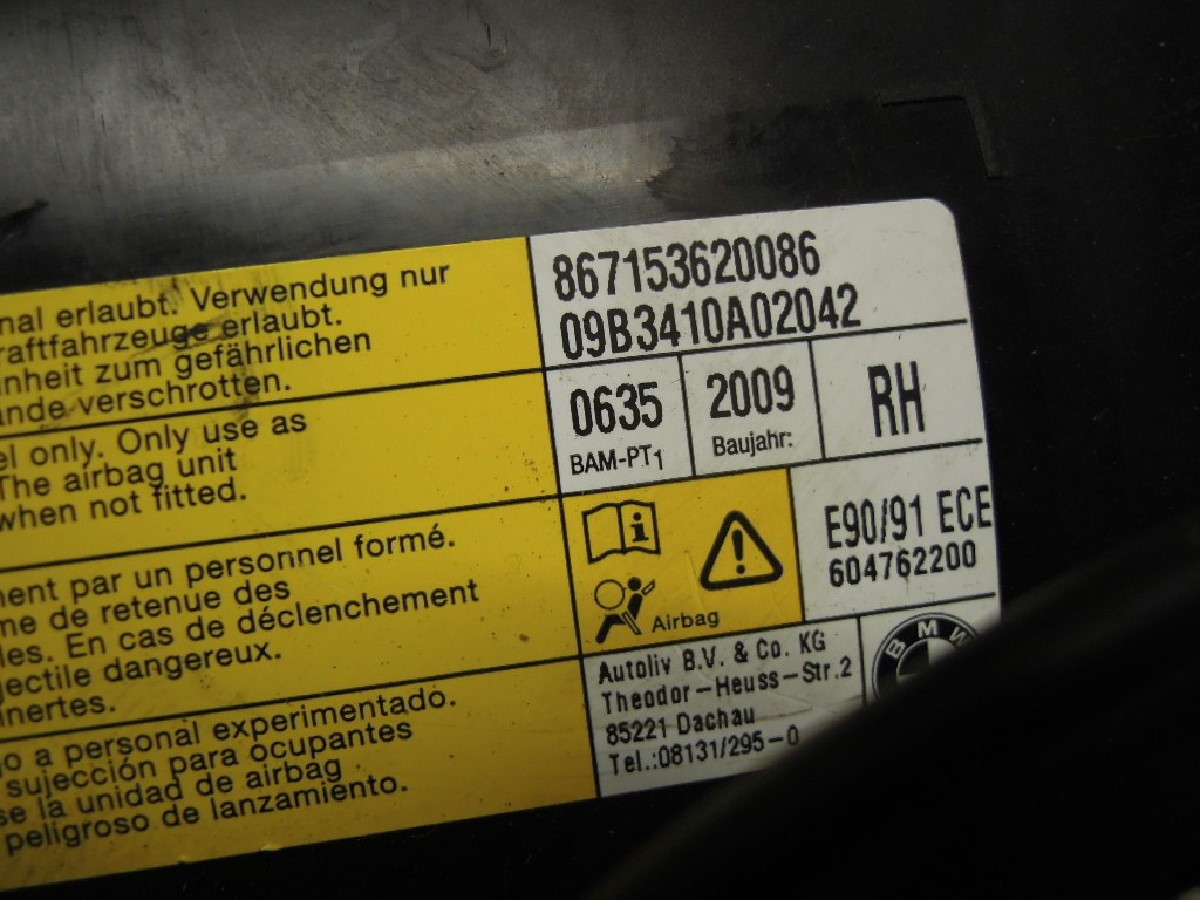 nal erlaubt. Verwendung nur
raftfahrzeuge erlaubt.
inheit zum gefährlichen
ande verschrotten.
el only. Only use as
The airbag unit
when not fitted.
ment par un personnel formé.
me de retenue des
les. En cas de déclenchement
jectile dangereux.
inertes.
go a personal experimentado.
sujección para ocupantes
se la unidad de airbag
peligroso de lanzamiento.
867153620086
09B3410A02042
0635
BAM-PT1
2009
Baujahr:
RH
Airbag
E90/91 ECE
604762200
Autoliv B.V. & Co. KG
Theodor-Heuss-Str.2
85221 Dachau
Tel.:08131/295-0
BMW